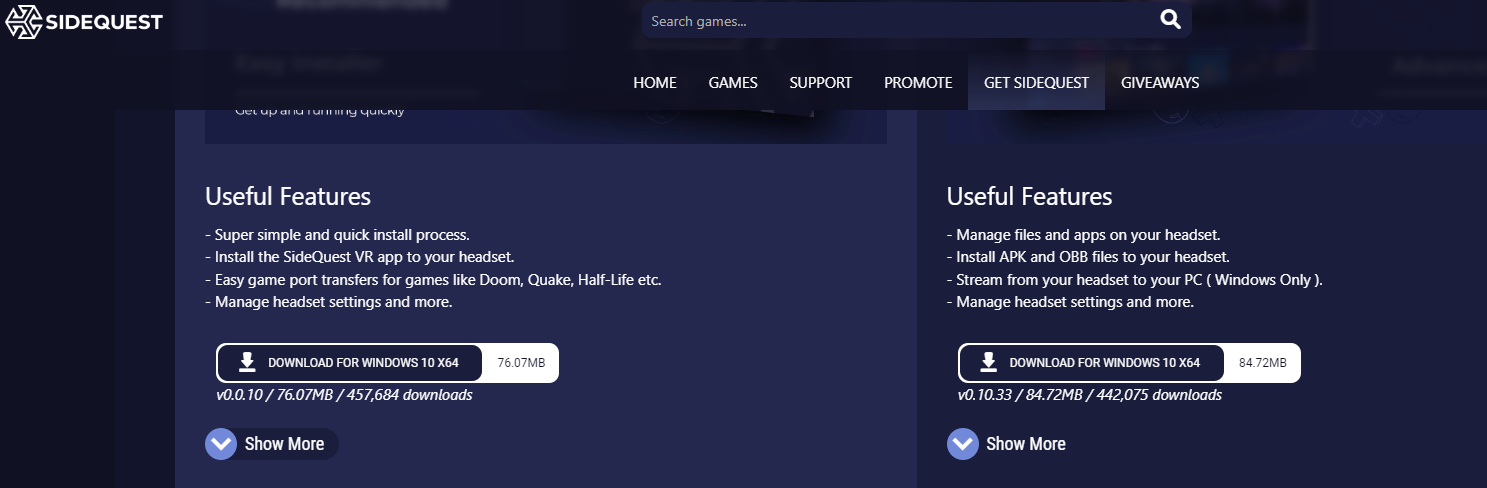 SIDEQUEST
Search games...
Recommended
Easy Installer
Advance
HOME GAMES SUPPORT PROMOTE GET SIDEQUEST GIVEAWAYS
Get up and running quickly
Useful Features
- Super simple and quick install process.
- Install the SideQuest VR app to your headset.
- Easy game port transfers for games like Doom, Quake, Half-Life etc.
- Manage headset settings and more.
DOWNLOAD FOR WINDOWS 10 X64 76.07MB
v0.0.10 / 76.07MB / 457,684 downloads
Show More
Useful Features
- Manage files and apps on your headset.
- Install APK and OBB files to your headset.
- Stream from your headset to your PC ( Windows Only ).
- Manage headset settings and more.
DOWNLOAD FOR WINDOWS 10 X64 84.72MB
v0.10.33 / 84.72MB / 442,075 downloads
Show More